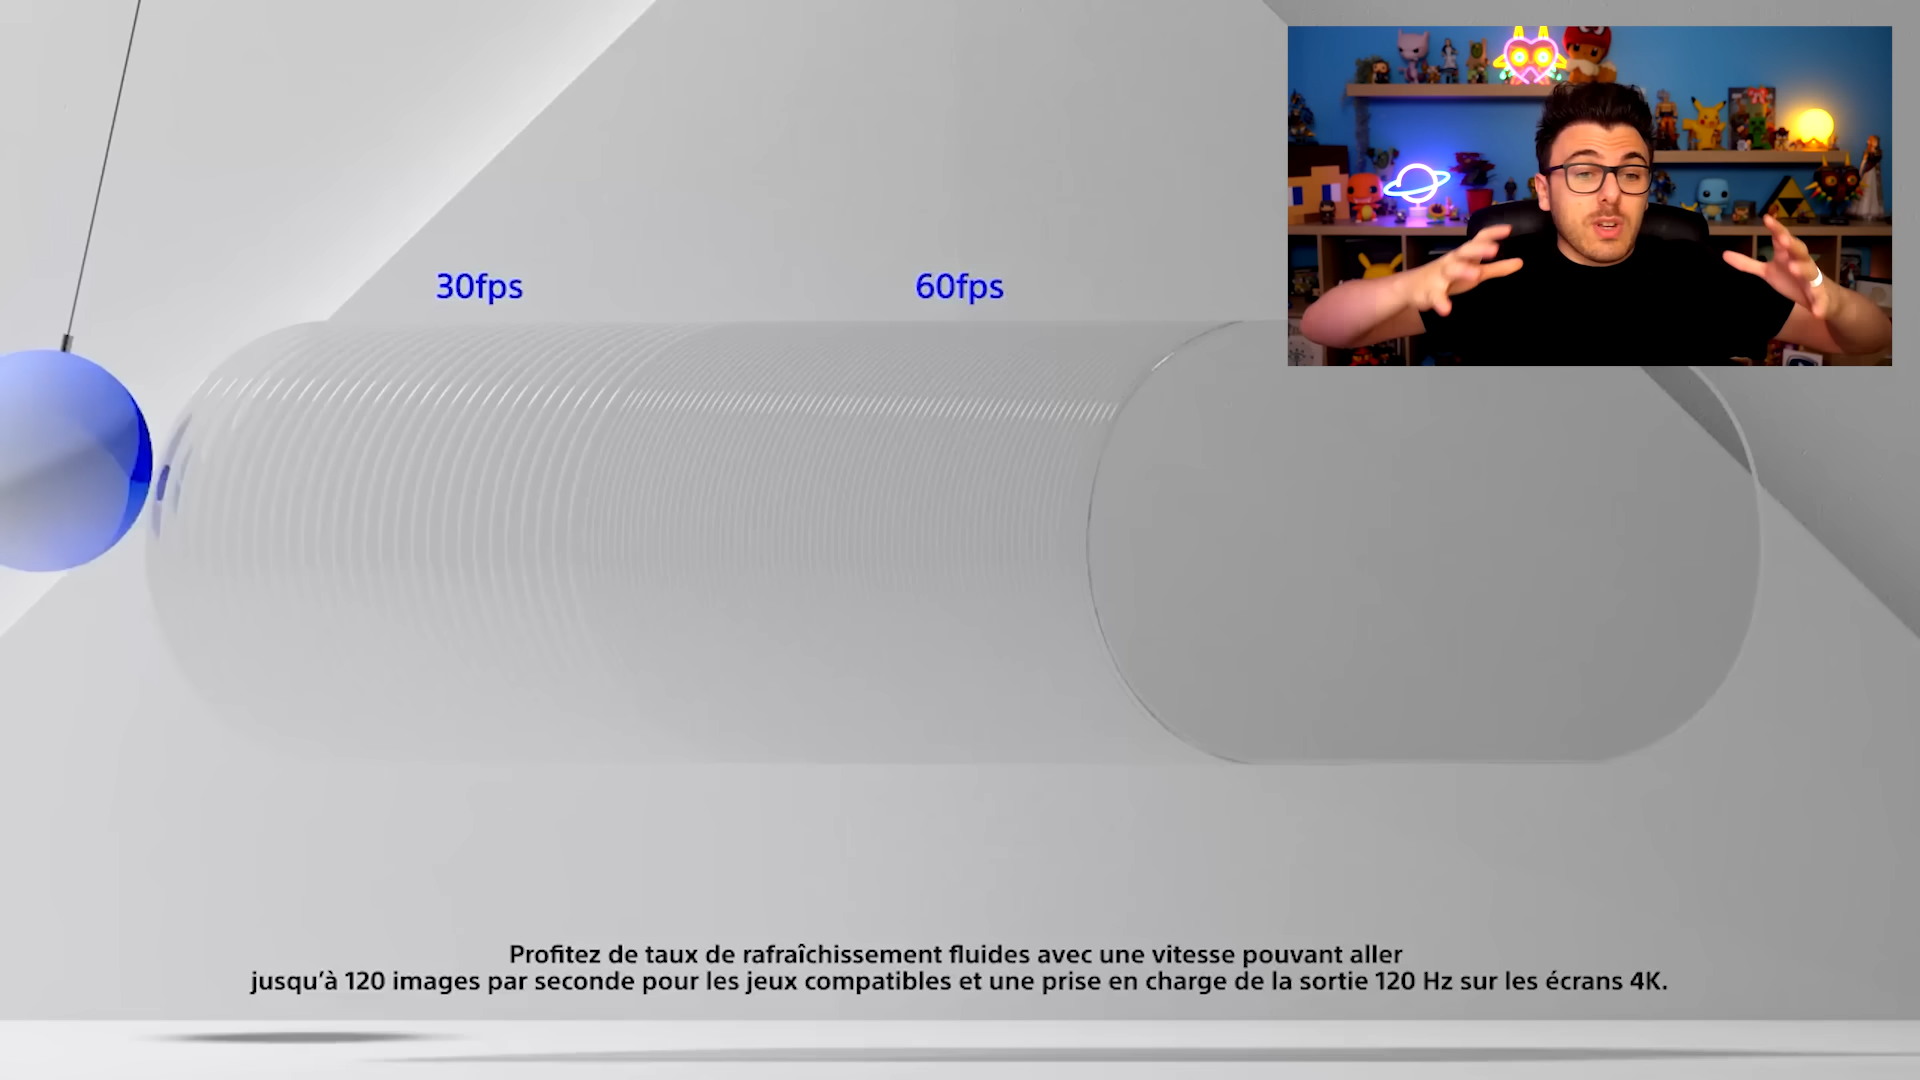 30fps
60fps
Profitez de taux de rafraîchissement fluides avec une vitesse pouvant aller
jusqu'à 120 images par seconde pour les jeux compatibles et une prise en charge de la sortie 120 Hz sur les écrans 4K.